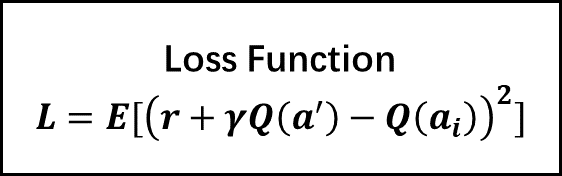 Loss Function
L = E[(r + γQ(a′) − Q(aᵢ))²]